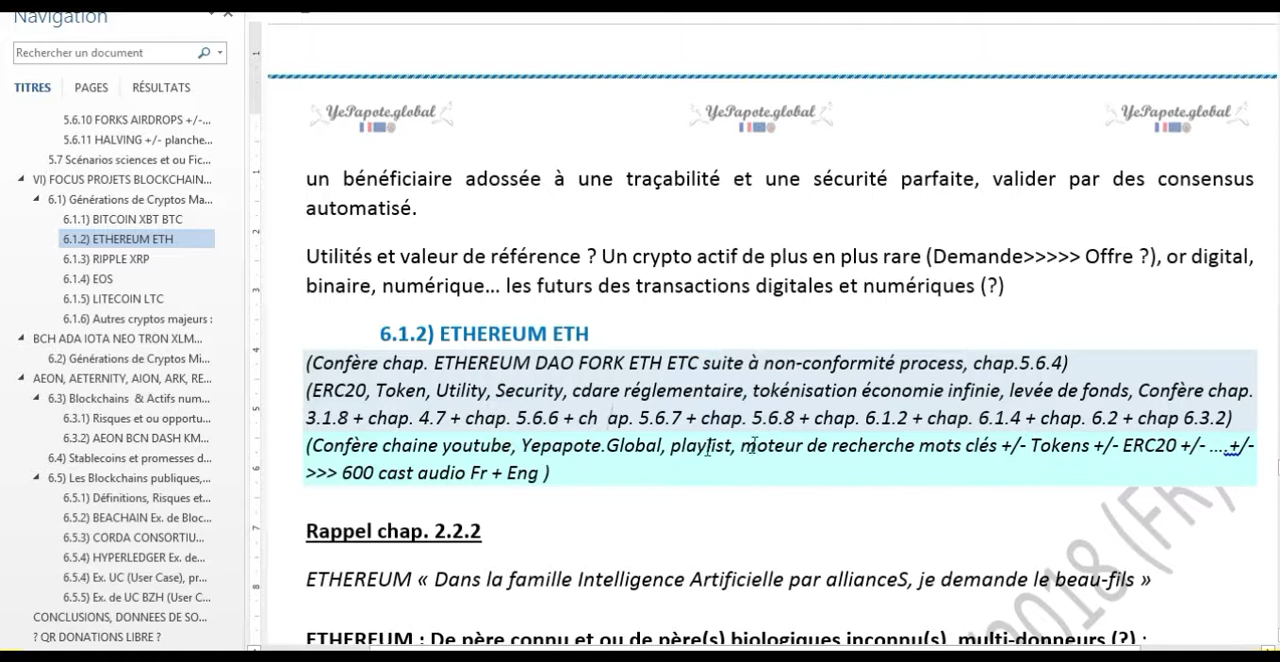 Navigation
Rechercher un document
TITRES PAGES RÉSULTATS
5.6.10 FORKS AIRDROPS +/-...
5.6.11 HALVING +/- planche...
5.7 Scénarios sciences et ou Fic...
VI) FOCUS PROJETS BLOCKCHAIN...
6.1) Générations de Cryptos Ma...
6.1.1) BITCOIN XBT BTC
6.1.2) ETHEREUM ETH
6.1.3) RIPPLE XRP
6.1.4) EOS
6.1.5) LITECOIN LTC
6.1.6) Autres cryptos majeurs :
BCH ADA IOTA NEO TRON XLM...
6.2) Générations de Cryptos Mi...
AEON, AETERNITY, AION, ARK, RE...
6.3) Blockchains & Actifs num...
6.3.1) Risques et ou opportu...
6.3.2) AEON BCN DASH KM...
6.4) Stablecoins et promesses d...
6.5) Les Blockchains publiques,...
6.5.1) Définitions, Risques et...
6.5.2) BEACHAIN Ex. de Bloc...
6.5.3) CORDA CONSORTIU...
6.5.4) HYPERLEDGER Ex. de...
6.5.4) Ex. UC (User Case), pr...
6.5.5) Ex. de UC BZH (User C...
CONCLUSIONS, DONNEES DE SO...
? QR DONATIONS LIBRE ?
YePapote.global YePapote.global YePapote.global
un bénéficiaire adossée à une traçabilité et une sécurité parfaite, valider par des consensus
automatisé.
Utilités et valeur de référence ? Un crypto actif de plus en plus rare (Demande>>>>> Offre ?), or digital,
binaire, numérique... les futurs des transactions digitales et numériques (?)
6.1.2) ETHEREUM ETH
(Confère chap. ETHEREUM DAO FORK ETH ETC suite à non-conformité process, chap.5.6.4)
(ERC20, Token, Utility, Security, cdare réglementaire, tokénisation économie infinie, levée de fonds, Confère chap.
3.1.8 + chap. 4.7 + chap. 5.6.6 + ch ap. 5.6.7 + chap. 5.6.8 + chap. 6.1.2 + chap. 6.1.4 + chap. 6.2 + chap 6.3.2)
(Confère chaine youtube, Yepapote.Global, playlist, moteur de recherche mots clés +/- Tokens +/- ERC20 +/- ....+/-
>>> 600 cast audio Fr + Eng )
Rappel chap. 2.2.2
ETHEREUM « Dans la famille Intelligence Artificielle par allianceS, je demande le beau-fils »
ETHEREUM : De père connu et ou de père(s) biologiques inconnu(s), multi-donneurs (?) :